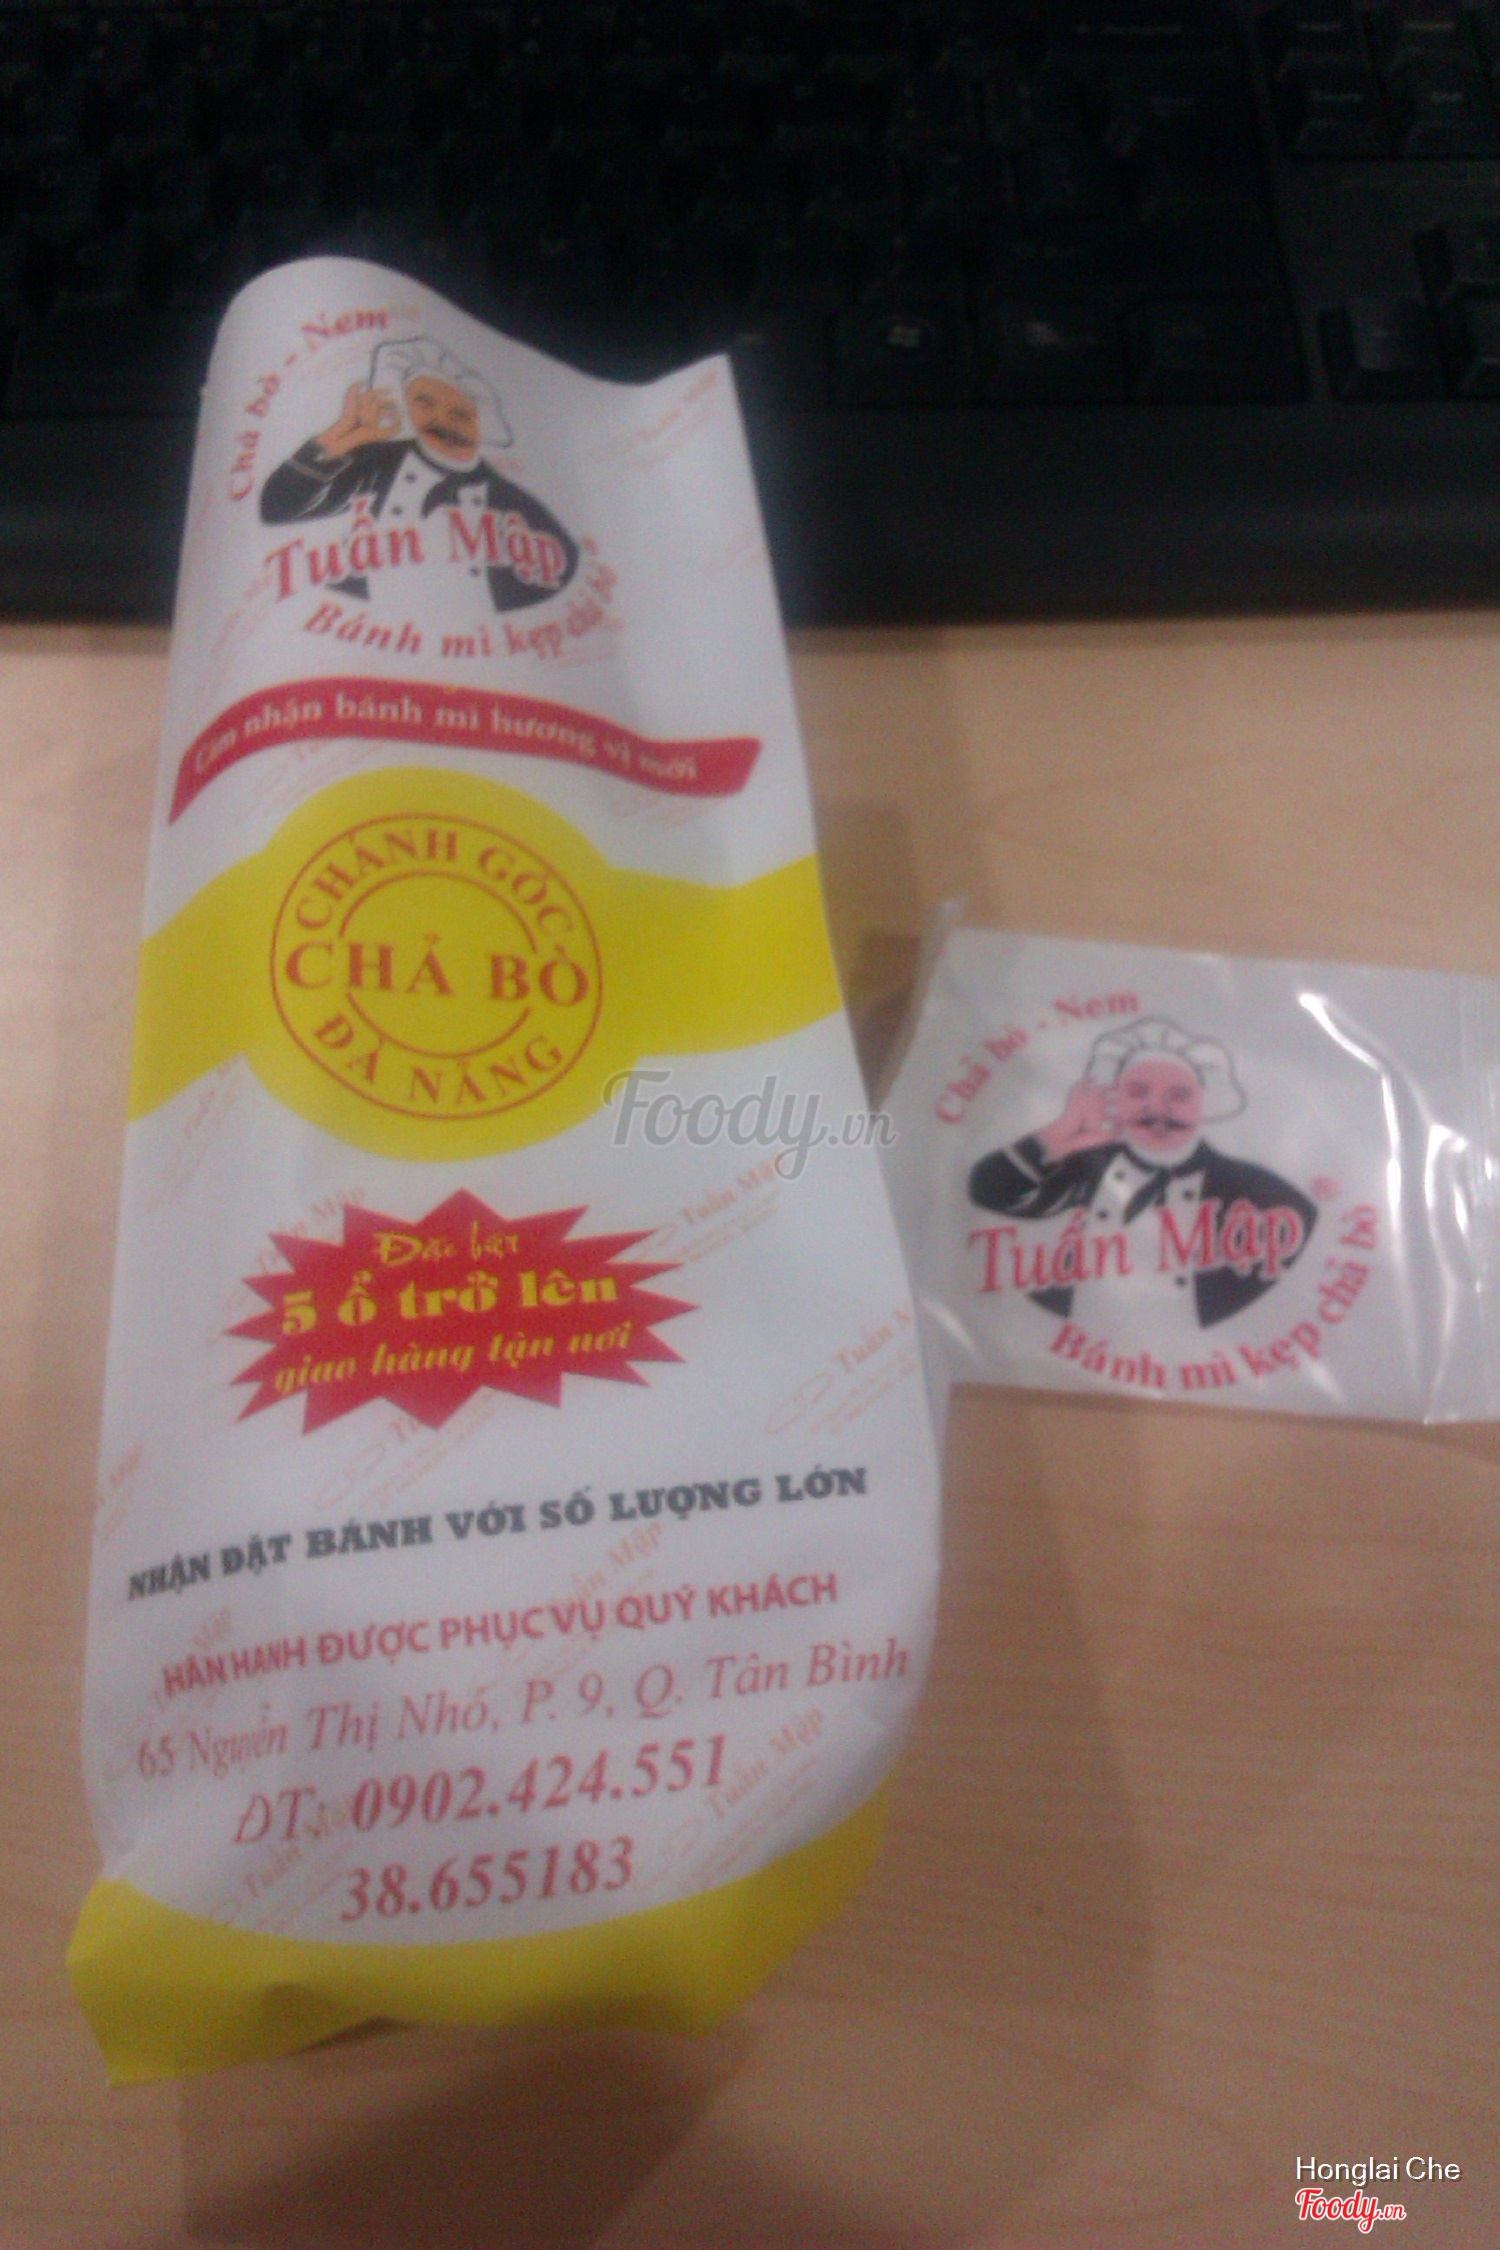 Chả bò - Nem
Tuấn Mập
Bánh mì kẹp chả bò
Cảm nhận bánh mì hương vị mới
CHÁNH GỐC
CHẢ BÒ
ĐÀ NẴNG
Đặc biệt
5 ổ trở lên
giao hàng tận nơi
NHẬN ĐẶT BÁNH VỚI SỐ LƯỢNG LỚN
HÂN HẠNH ĐƯỢC PHỤC VỤ QUÝ KHÁCH
65 Nguyễn Thị Nhỏ, P. 9, Q. Tân Bình
ĐT: 0902.424.551
38.655183
Chả bò - Nem
Tuấn Mập®
Bánh mì kẹp chả bò
Foody.vn
Honglai Che
Foody.vn